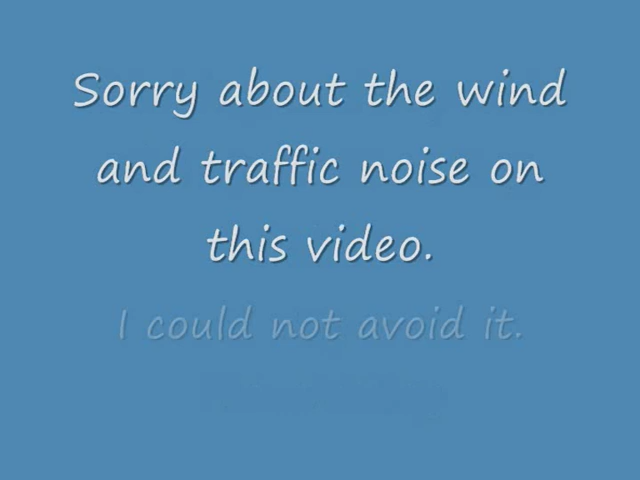 Sorry about the wind
and traffic noise on
this video.
I could not avoid it.